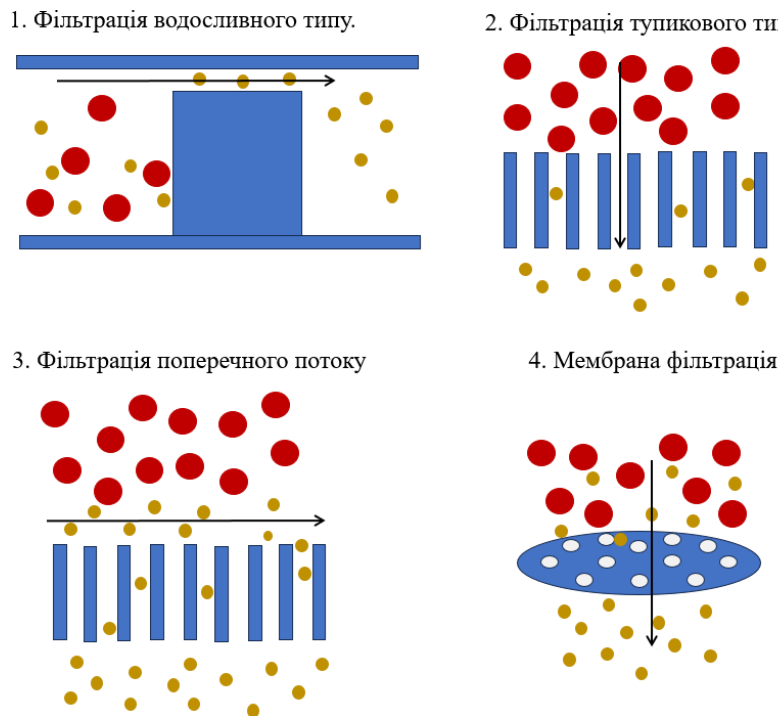 1. Фільтрація водосливного типу.
2. Фільтрація тупикового ти
3. Фільтрація поперечного потоку
4. Мембрана фільтрація